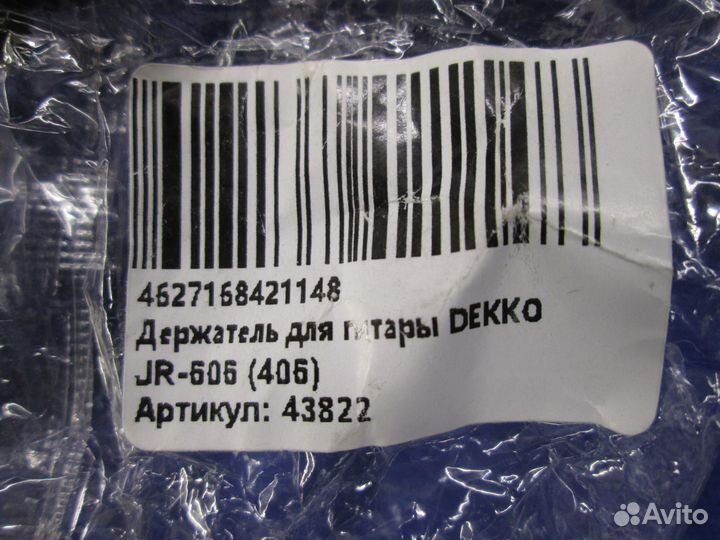 4627168421148
Держатель для гитары DEKKO
JR-606 (406)
Артикул: 43822
Avito